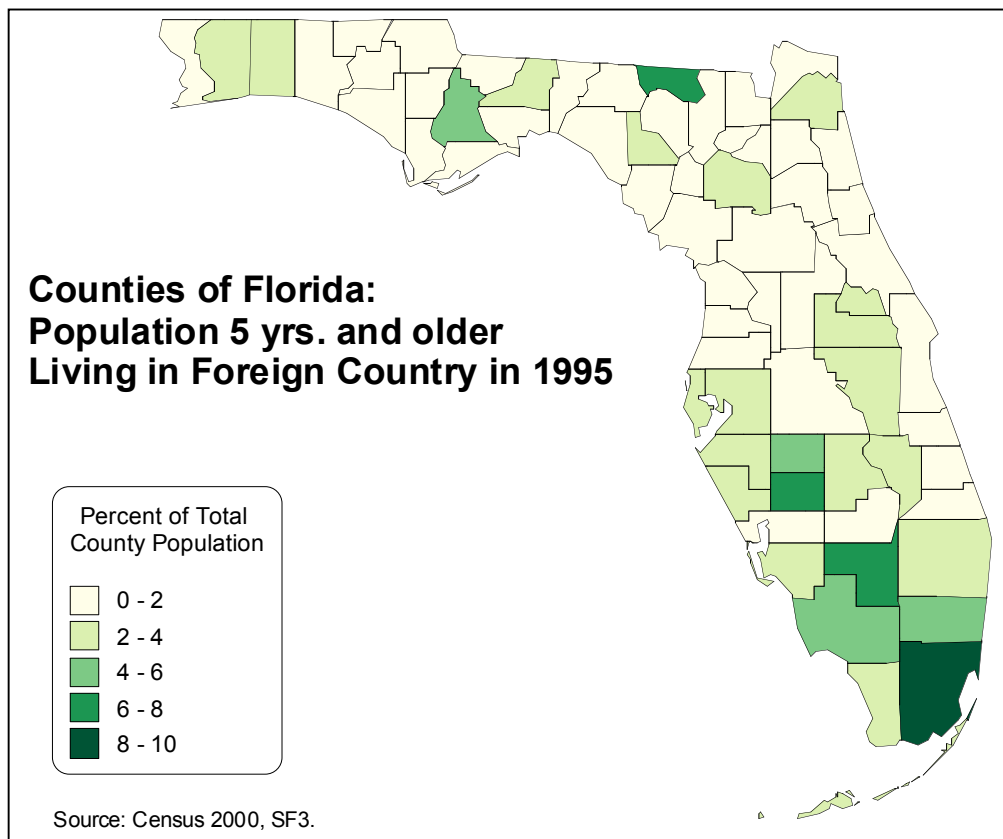 Counties of Florida:
Population 5 yrs. and older
Living in Foreign Country in 1995
Percent of Total
County Population
0 - 2
2 - 4
4 - 6
6 - 8
8 - 10
Source: Census 2000, SF3.